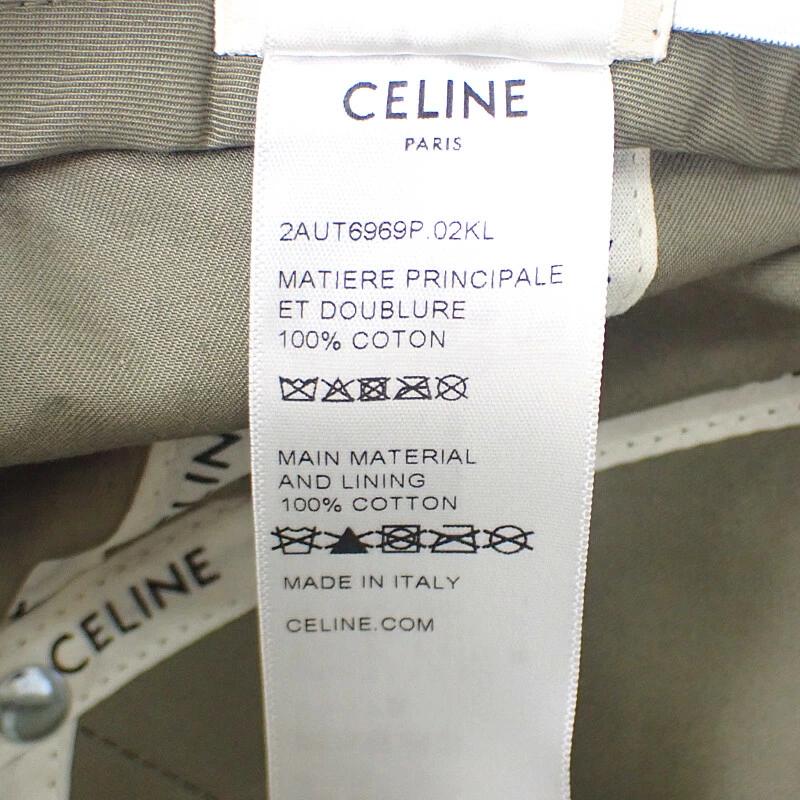 CELINE
PARIS
2AUT6969P.02KL
MATIERE PRINCIPALE
ET DOUBLURE
100% COTON
MAIN MATERIAL
AND LINING
100% COTTON
MADE IN ITALY
CELINE.COM
CELINE